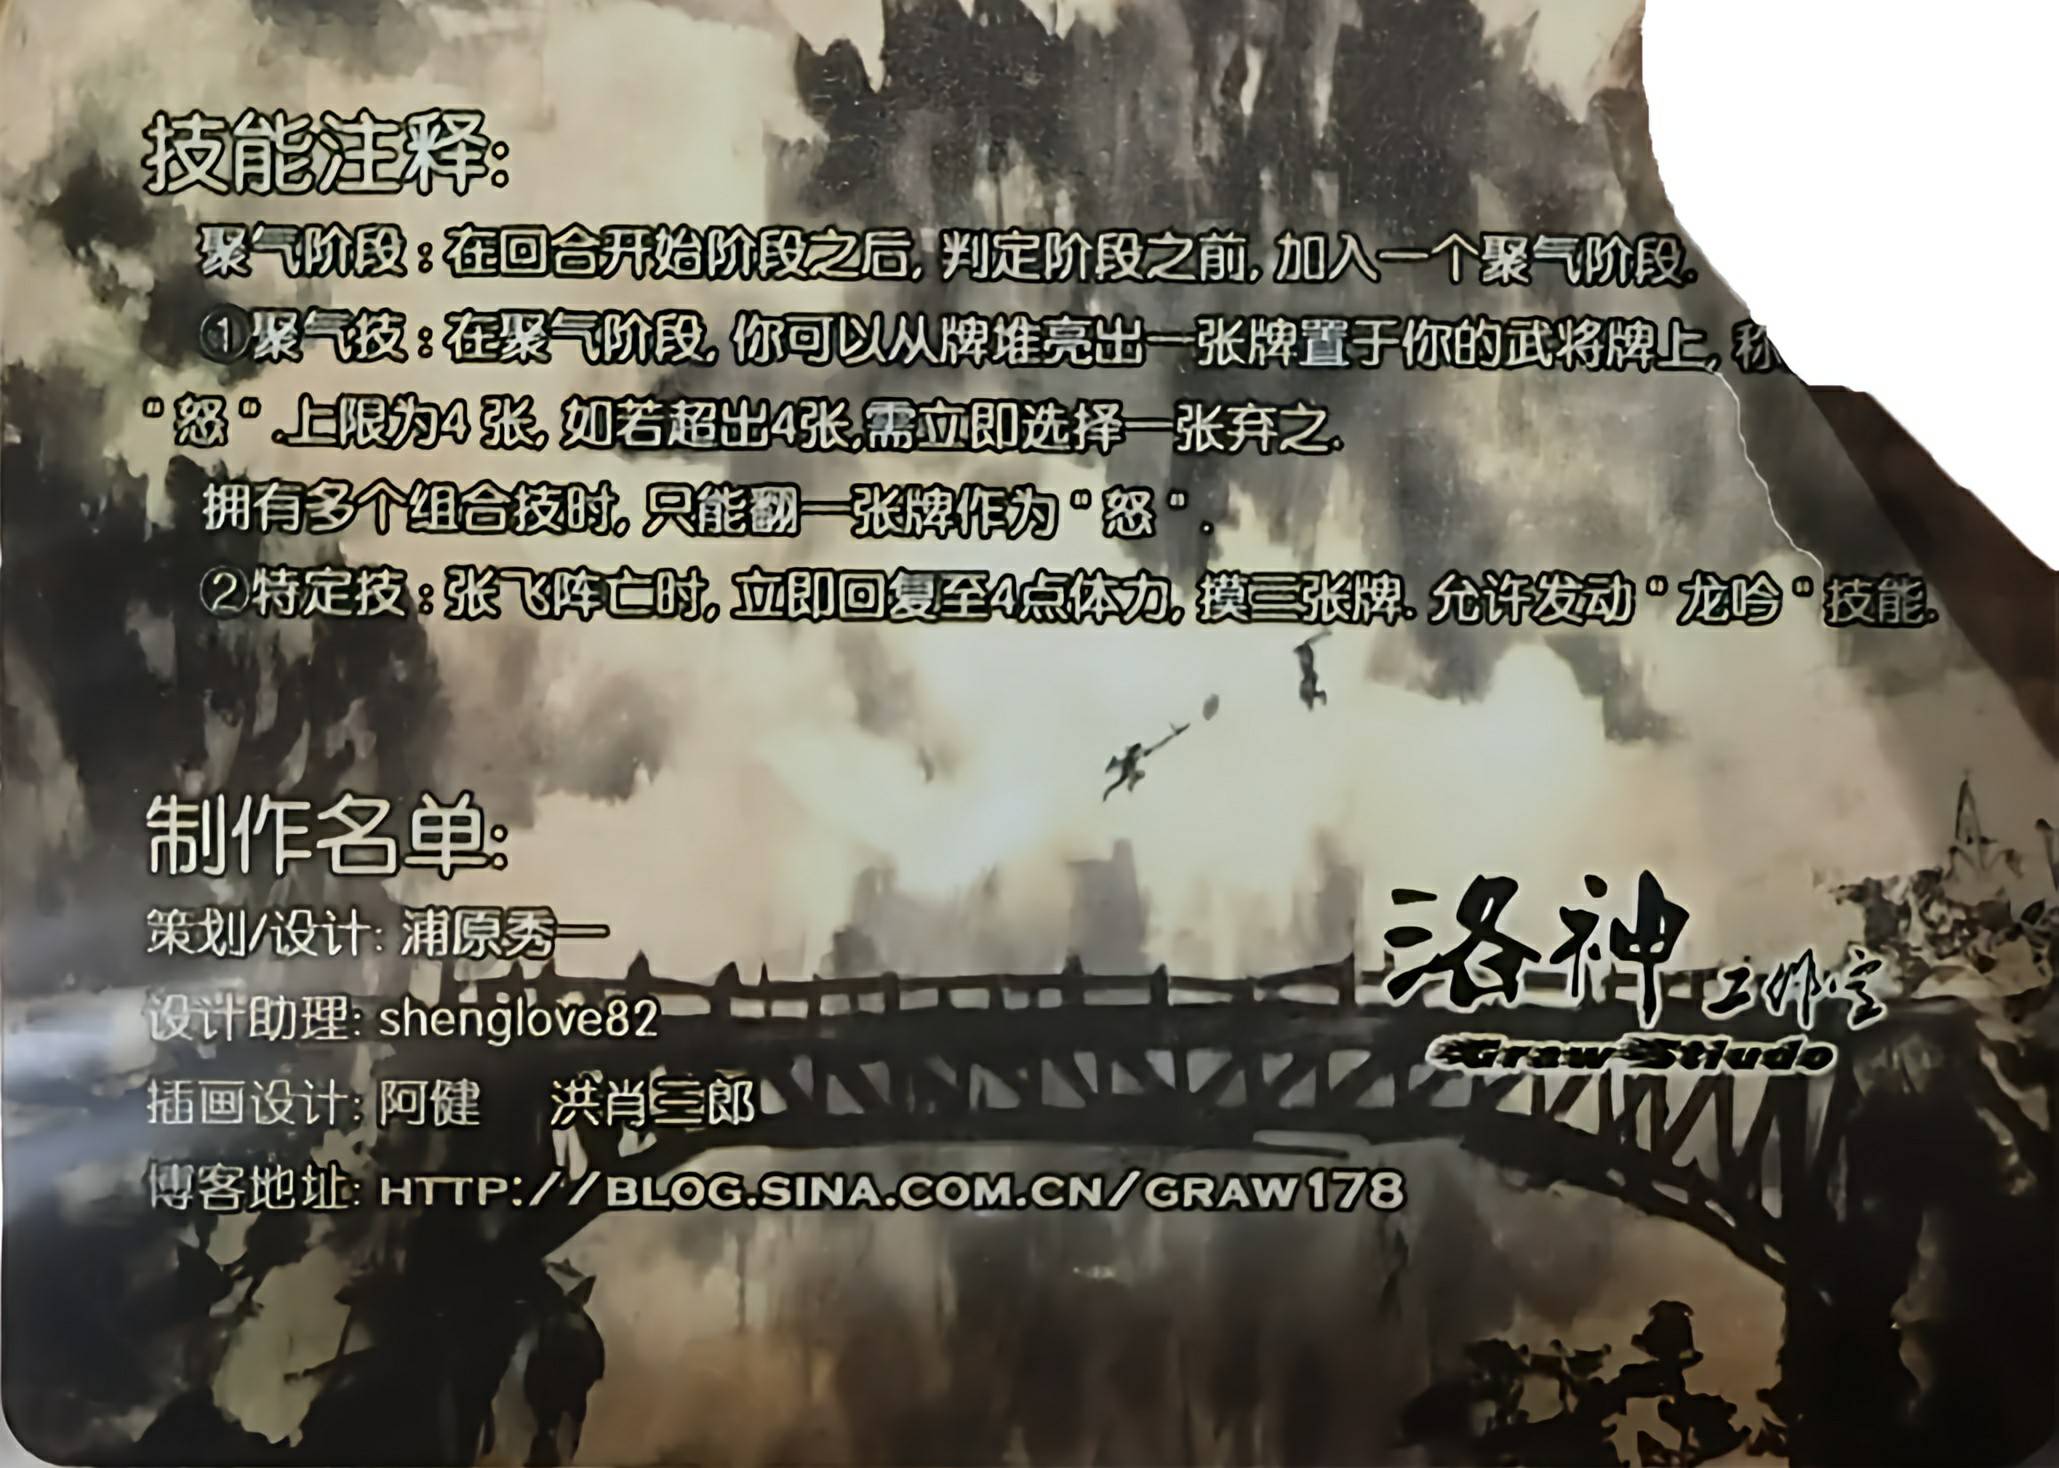 技能注释:
聚气阶段:在回合开始阶段之后,判定阶段之前,加入一个聚气阶段.
①聚气技:在聚气阶段,你可以从牌堆亮出一张牌置于你的武将牌上,称
"怒".上限为4 张,如若超出4张,需立即选择一张弃之.
拥有多个组合技时,只能翻一张牌作为"怒".
②特定技:张飞阵亡时,立即回复至4点体力,摸三张牌.允许发动"龙吟"技能.
制作名单:
策划/设计: 浦原秀一
设计助理: shenglove82
插画设计: 阿健 洪肖三郎
博客地址: HTTP://BLOG.SINA.COM.CN/GRAW178
洛神工作室
Graw Stiudo